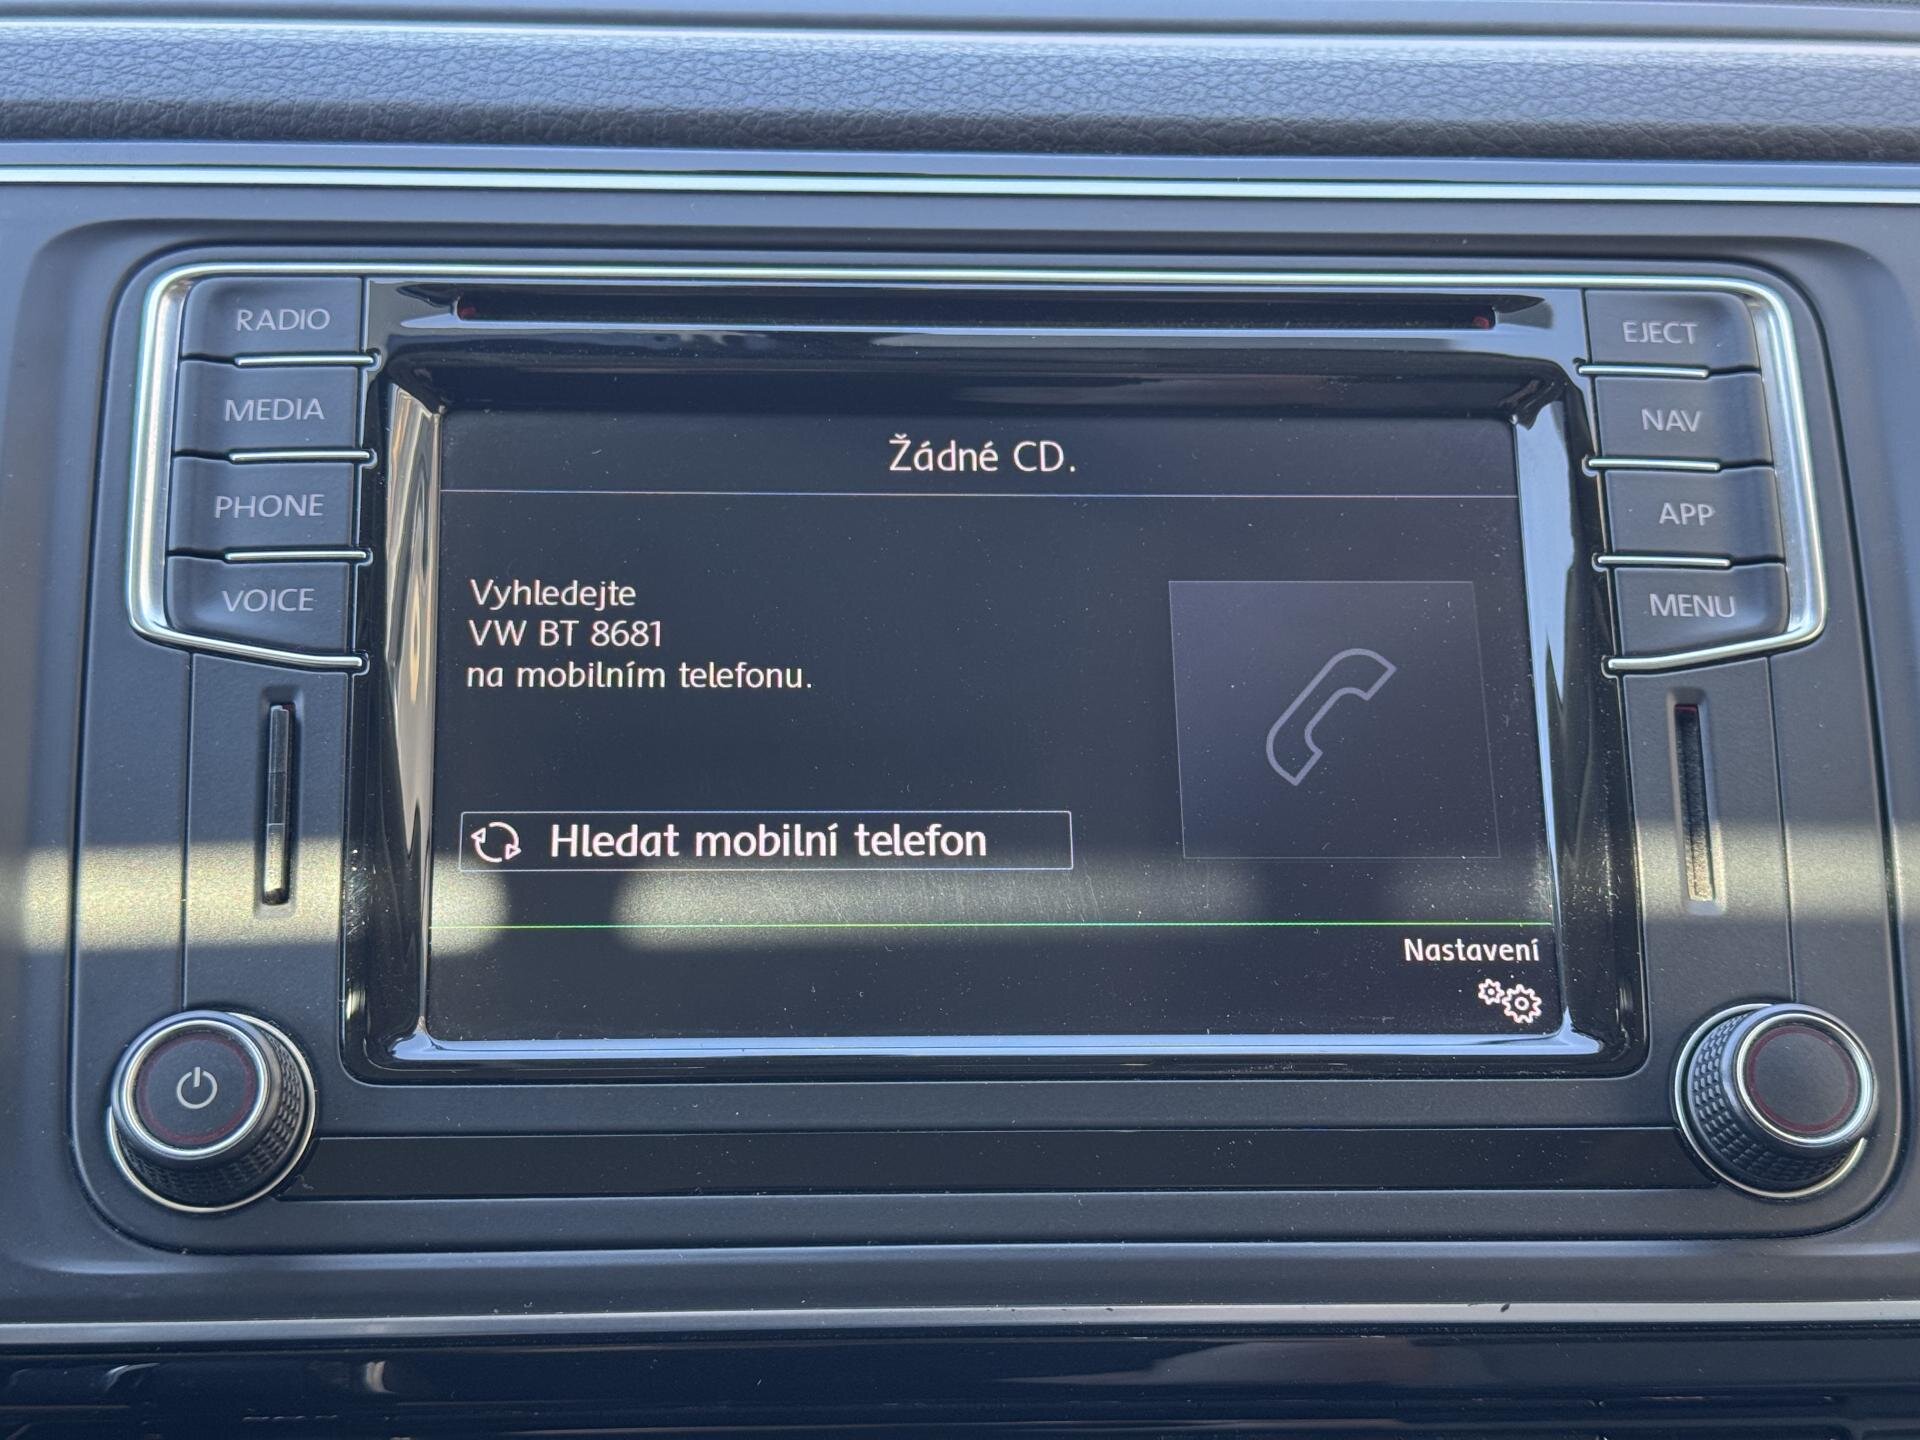 RADIO
MEDIA
PHONE
VOICE
EJECT
NAV
APP
MENU
Žádné CD.
Vyhledejte
VW BT 8681
na mobilním telefonu.
Hledat mobilní telefon
Nastavení